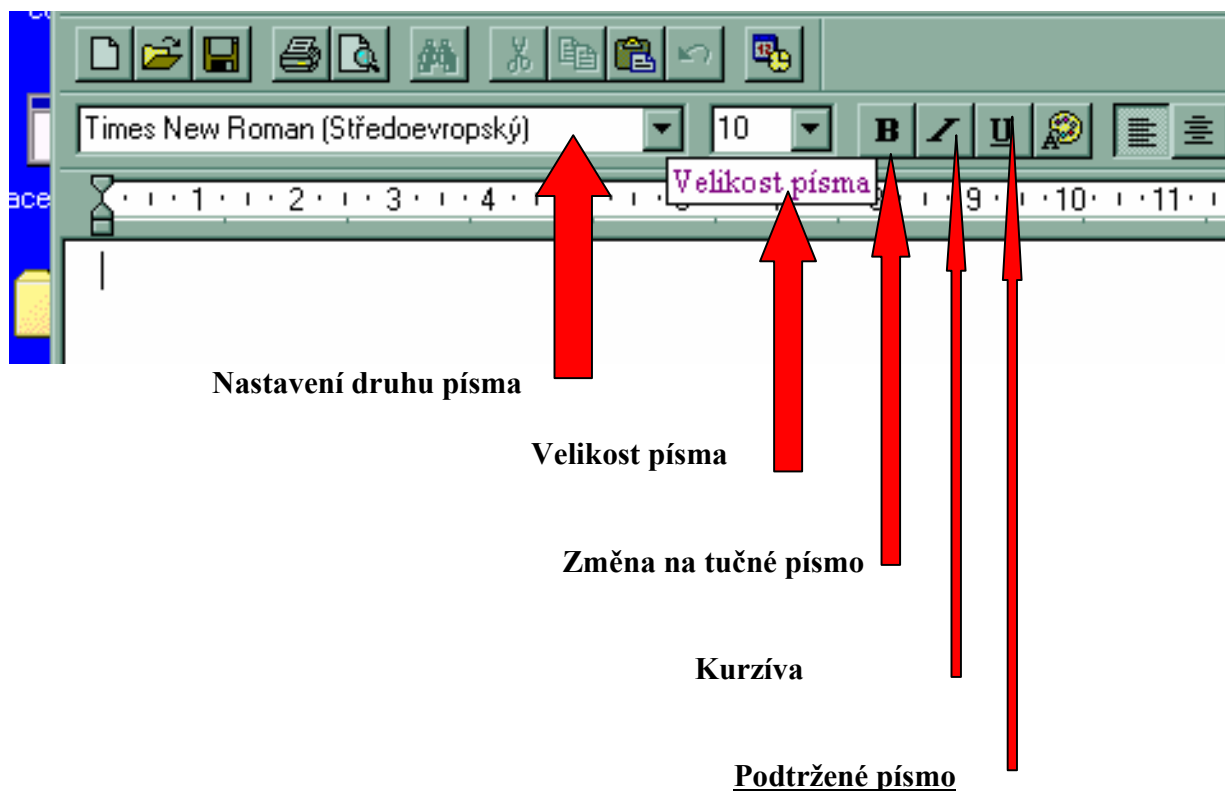 Times New Roman (Středoevropský) 10 B I U
Velikost písma
1 2 3 4 9 10 11
Nastavení druhu písma
Velikost písma
Změna na tučné písmo
Kurzíva
Podtržené písmo